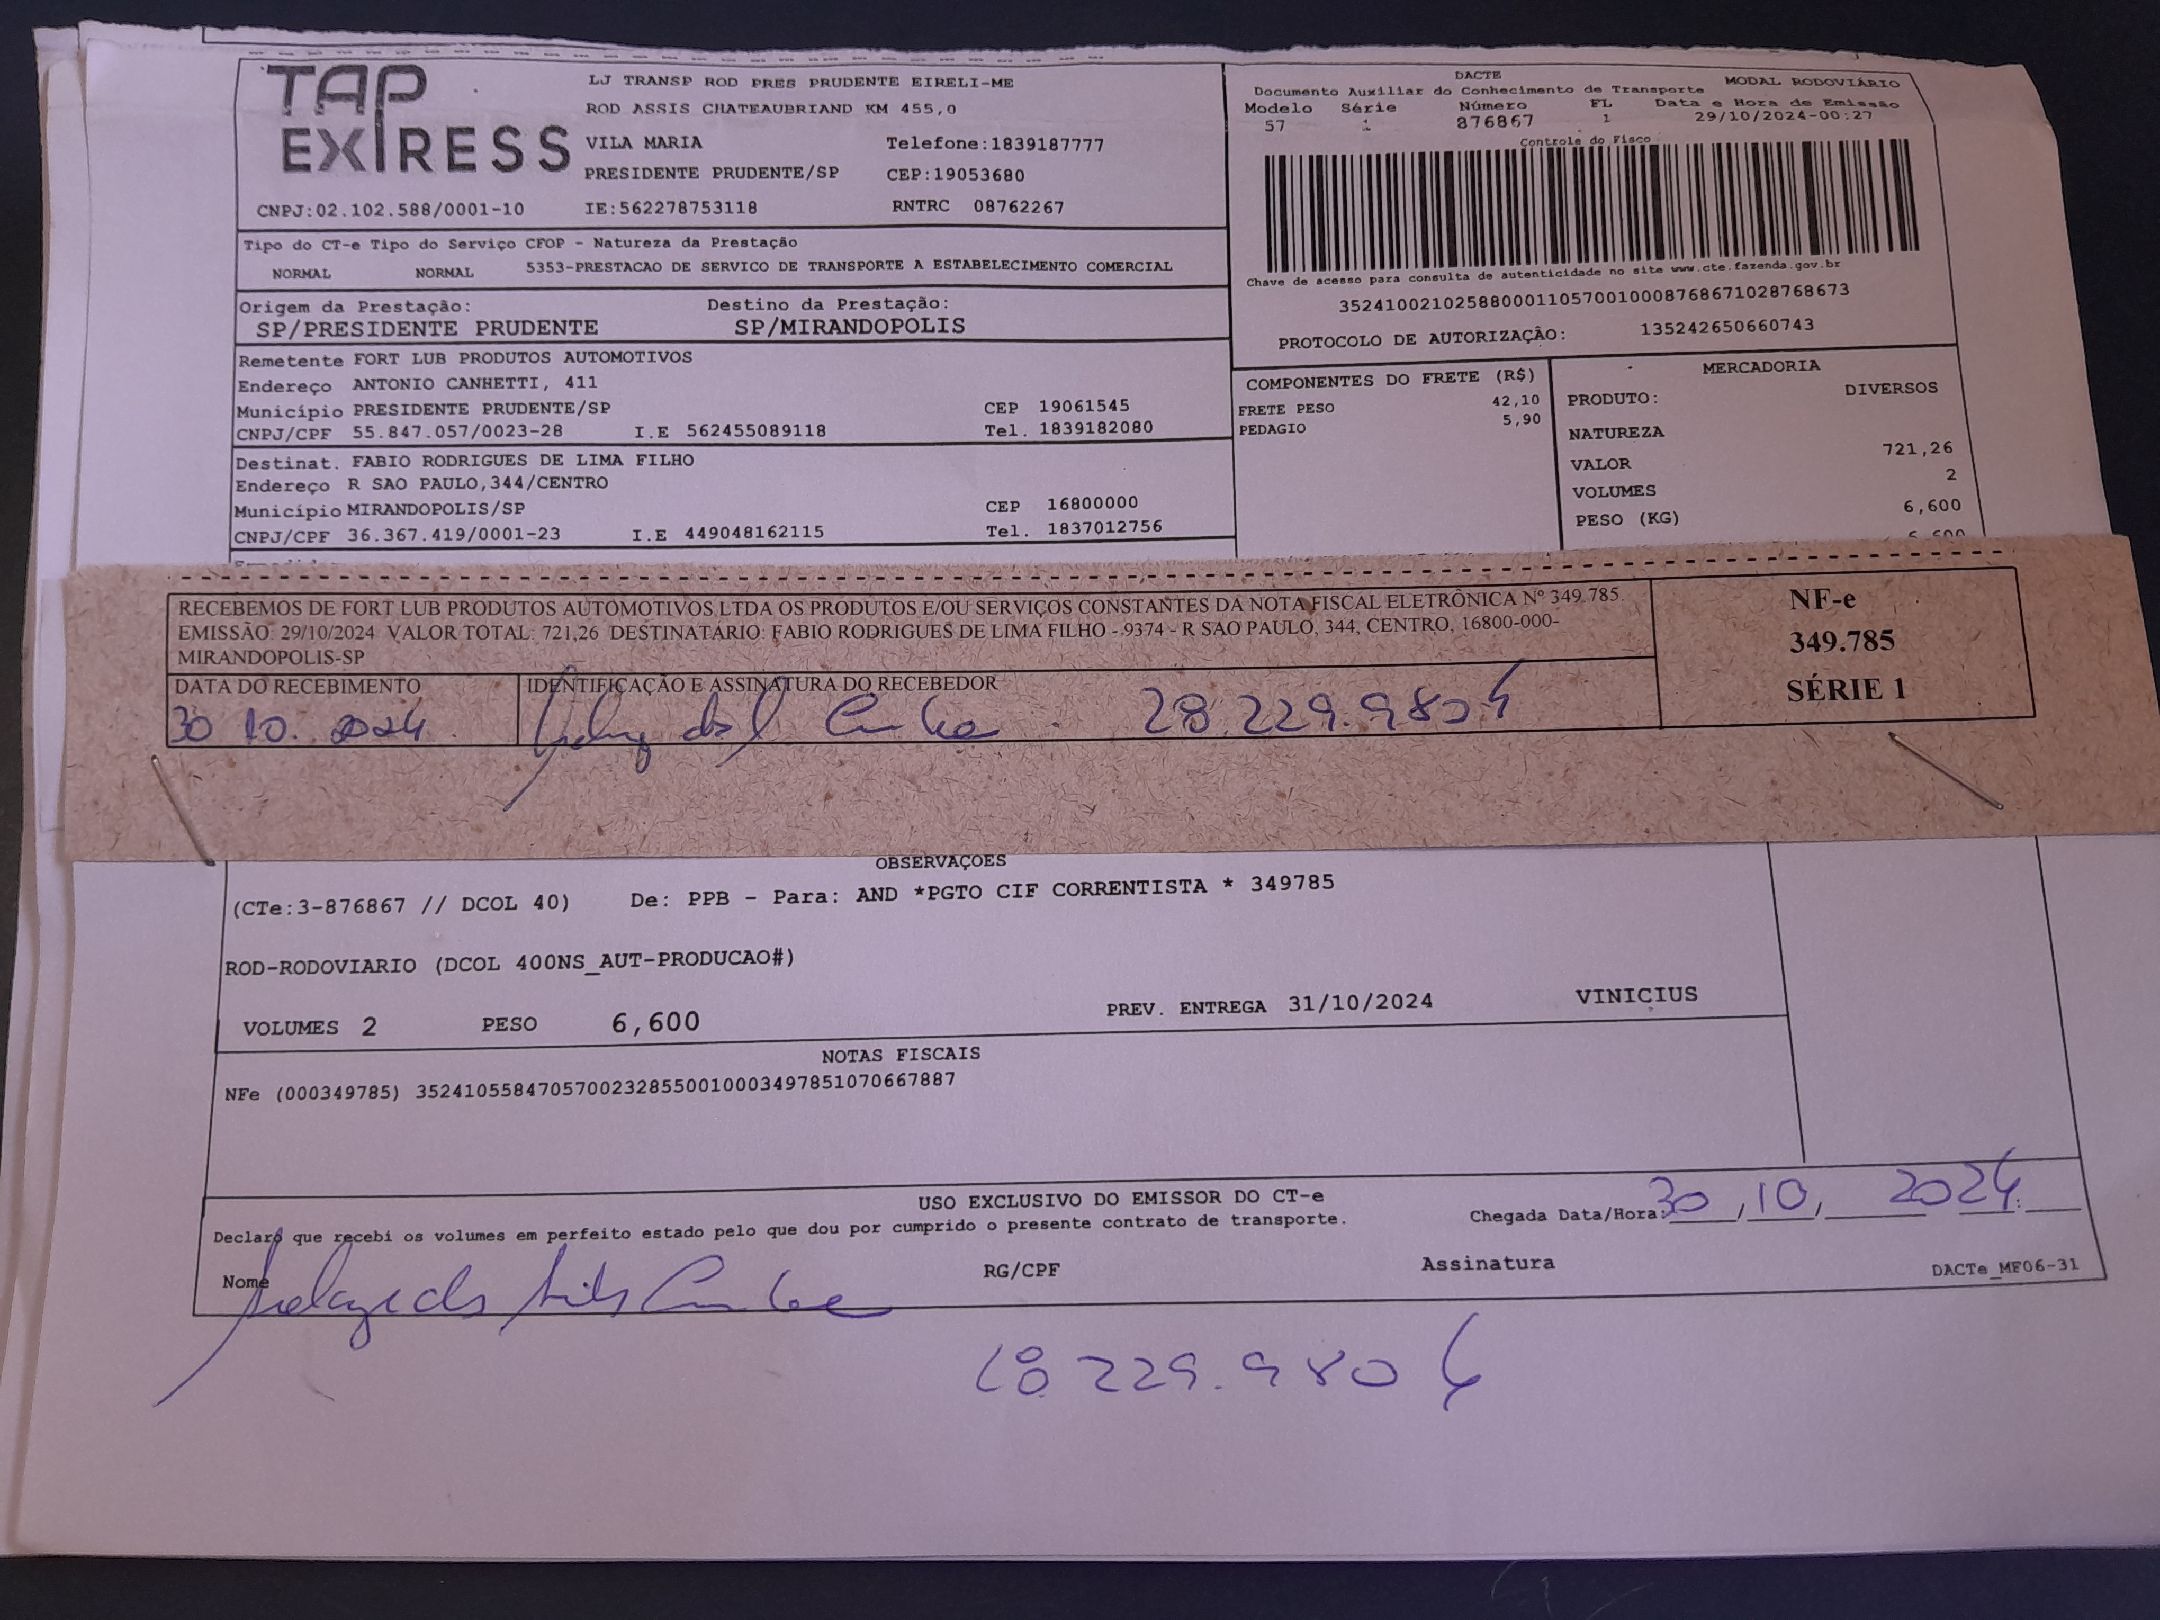 TAP EXPRESS
LJ TRANSP ROD PRES PRUDENTE EIRELI-ME
ROD ASSIS CHATEAUBRIAND KM 455,0
VILA MARIA Telefone:1839187777
PRESIDENTE PRUDENTE/SP CEP:19053680
CNPJ:02.102.588/0001-10 IE:562278753118 RNTRC 08762267
DACTE MODAL RODOVIÁRIO
Documento Auxiliar do Conhecimento de Transporte
Modelo Série Número FL Data e Hora de Emissão
57 1 876867 1 29/10/2024-00:27
Controle do Fisco
Chave de acesso para consulta de autenticidade no site www.cte.fazenda.gov.br
35241002102588000110570010008768671028768673
PROTOCOLO DE AUTORIZAÇÃO: 135242650660743
Tipo do CT-e Tipo do Serviço CFOP - Natureza da Prestação
NORMAL NORMAL 5353-PRESTACAO DE SERVICO DE TRANSPORTE A ESTABELECIMENTO COMERCIAL
Origem da Prestação: Destino da Prestação:
SP/PRESIDENTE PRUDENTE SP/MIRANDOPOLIS
Remetente FORT LUB PRODUTOS AUTOMOTIVOS
Endereço ANTONIO CANHETTI, 411
Município PRESIDENTE PRUDENTE/SP CEP 19061545
CNPJ/CPF 55.847.057/0023-28 I.E 562455089118 Tel. 1839182080
Destinat. FABIO RODRIGUES DE LIMA FILHO
Endereço R SAO PAULO,344/CENTRO
Município MIRANDOPOLIS/SP CEP 16800000
CNPJ/CPF 36.367.419/0001-23 I.E 449048162115 Tel. 1837012756
COMPONENTES DO FRETE (R$)
FRETE PESO 42,10
PEDAGIO 5,90
MERCADORIA
PRODUTO: DIVERSOS
NATUREZA
VALOR 721,26
VOLUMES 2
PESO (KG) 6,600
RECEBEMOS DE FORT LUB PRODUTOS AUTOMOTIVOS LTDA OS PRODUTOS E/OU SERVIÇOS CONSTANTES DA NOTA FISCAL ELETRÔNICA Nº 349.785.
EMISSÃO: 29/10/2024 VALOR TOTAL: 721,26 DESTINATÁRIO: FABIO RODRIGUES DE LIMA FILHO - 9374 - R SAO PAULO, 344, CENTRO, 16800-000-
MIRANDOPOLIS-SP
NF-e
349.785
SÉRIE 1
DATA DO RECEBIMENTO IDENTIFICAÇÃO E ASSINATURA DO RECEBEDOR
30 10. 2024 28.229.980
OBSERVAÇOES
(CTe:3-876867 // DCOL 40) De: PPB - Para: AND *PGTO CIF CORRENTISTA * 349785
ROD-RODOVIARIO (DCOL 400NS_AUT-PRODUCAO#)
VOLUMES 2 PESO 6,600 PREV. ENTREGA 31/10/2024 VINICIUS
NOTAS FISCAIS
NFe (000349785) 35241055847057002328550010003497851070667887
USO EXCLUSIVO DO EMISSOR DO CT-e
Declaro que recebi os volumes em perfeito estado pelo que dou por cumprido o presente contrato de transporte.
Chegada Data/Hora: 30/10/2024
Nome RG/CPF Assinatura DACTe_MF06-31
28.229.980